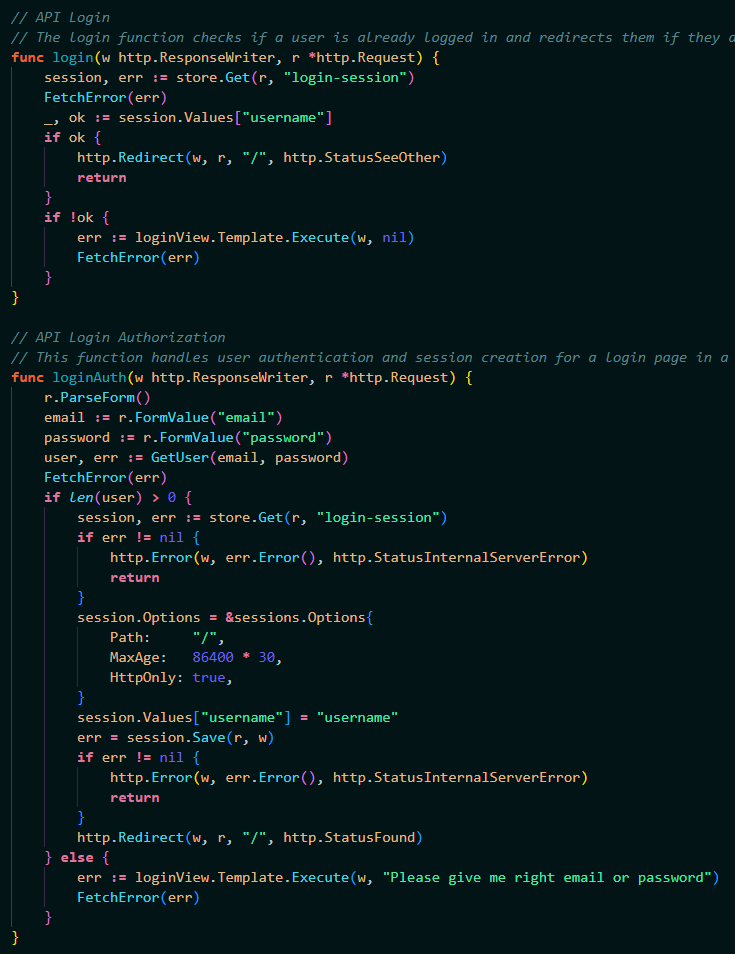 // API Login
// The login function checks if a user is already logged in and redirects them if they a
func login(w http.ResponseWriter, r *http.Request) {
    session, err := store.Get(r, "login-session")
    FetchError(err)
    _, ok := session.Values["username"]
    if ok {
        http.Redirect(w, r, "/", http.StatusSeeOther)
        return
    }
    if !ok {
        err := loginView.Template.Execute(w, nil)
        FetchError(err)
    }
}

// API Login Authorization
// This function handles user authentication and session creation for a login page in a
func loginAuth(w http.ResponseWriter, r *http.Request) {
    r.ParseForm()
    email := r.FormValue("email")
    password := r.FormValue("password")
    user, err := GetUser(email, password)
    FetchError(err)
    if len(user) > 0 {
        session, err := store.Get(r, "login-session")
        if err != nil {
            http.Error(w, err.Error(), http.StatusInternalServerError)
            return
        }
        session.Options = &sessions.Options{
            Path:     "/",
            MaxAge:   86400 * 30,
            HttpOnly: true,
        }
        session.Values["username"] = "username"
        err = session.Save(r, w)
        if err != nil {
            http.Error(w, err.Error(), http.StatusInternalServerError)
            return
        }
        http.Redirect(w, r, "/", http.StatusFound)
    } else {
        err := loginView.Template.Execute(w, "Please give me right email or password")
        FetchError(err)
    }
}